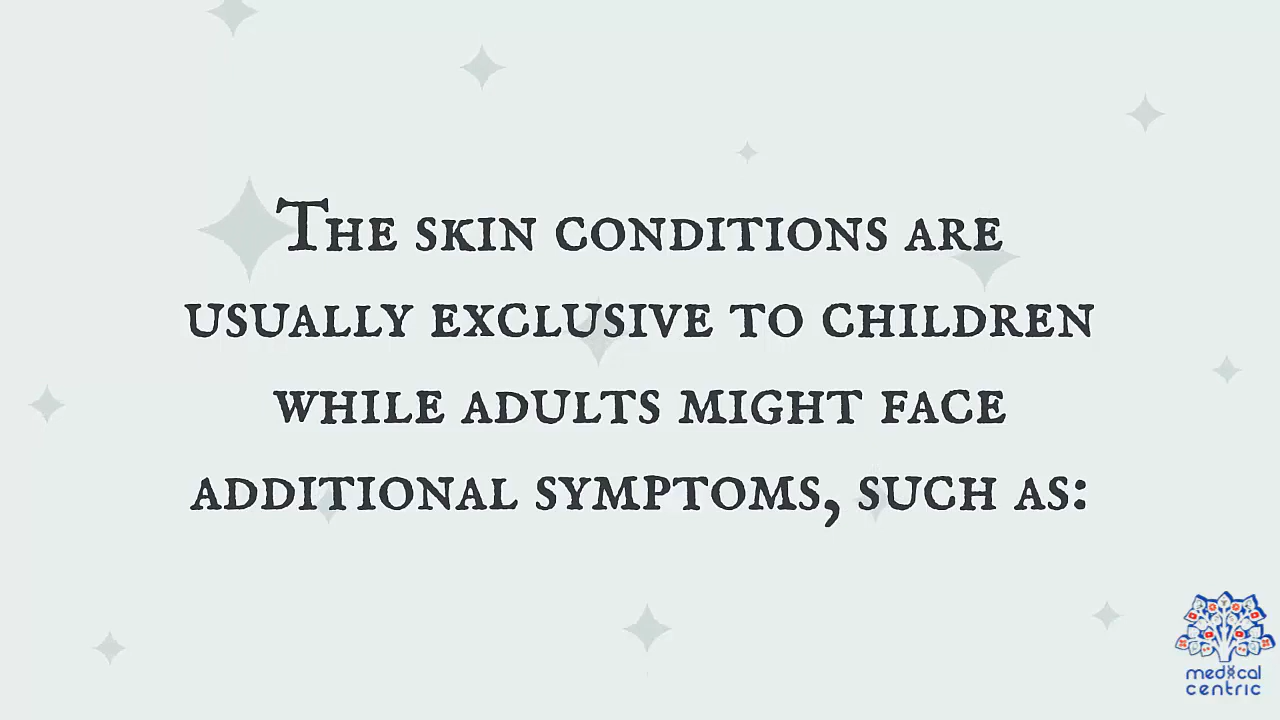 The skin conditions are
usually exclusive to children
while adults might face
additional symptoms, such as:
medical
centric